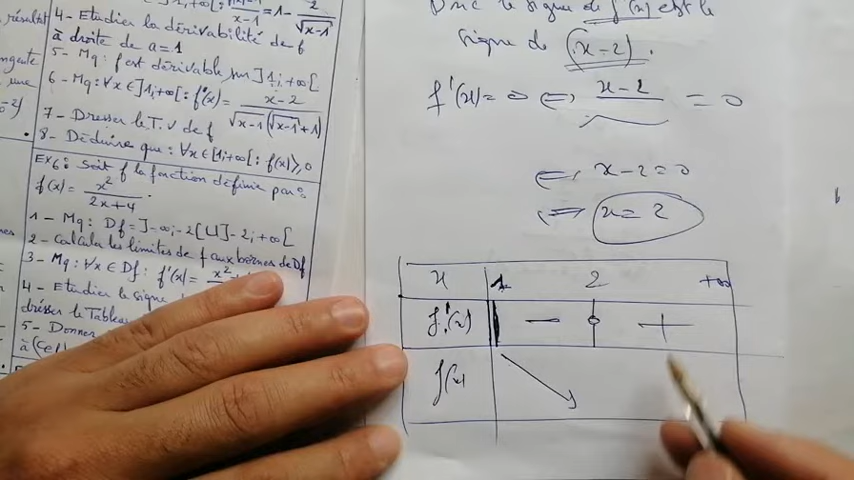 résultat
4 - Etudier la dérivabilité de f
à droite de a = 1
5 - Mq : f est dérivable sur ]1, +∞[
6 - Mq : ∀x ∈ ]1, +∞[ : f'(x) = x-2 / √x-1 (√x-1 + 1)
7 - Dresser le T.V de f
8 - Déduire que : ∀x ∈ [1, +∞[ : f(x) ≥ 0
Ex6 : Soit f la fonction définie par :
f(x) = x² / 2x+4 .
1 - Mq : Df = ]-∞, -2[ U ]-2, +∞[
2 - Calculer les limites de f aux bornes de Df
3 - Mq : ∀x ∈ Df : f'(x) = x²
4 - Etudier le signe
dresser le Tableau
5 - Donner
Donc le signe de f'(x) est le
signe de (x-2) .
f'(x) = 0 ⇔ x-2 = 0
⇔ x-2 = 0
⇔ x = 2
x 1 2 +∞
f'(x) - 0 +
f(x